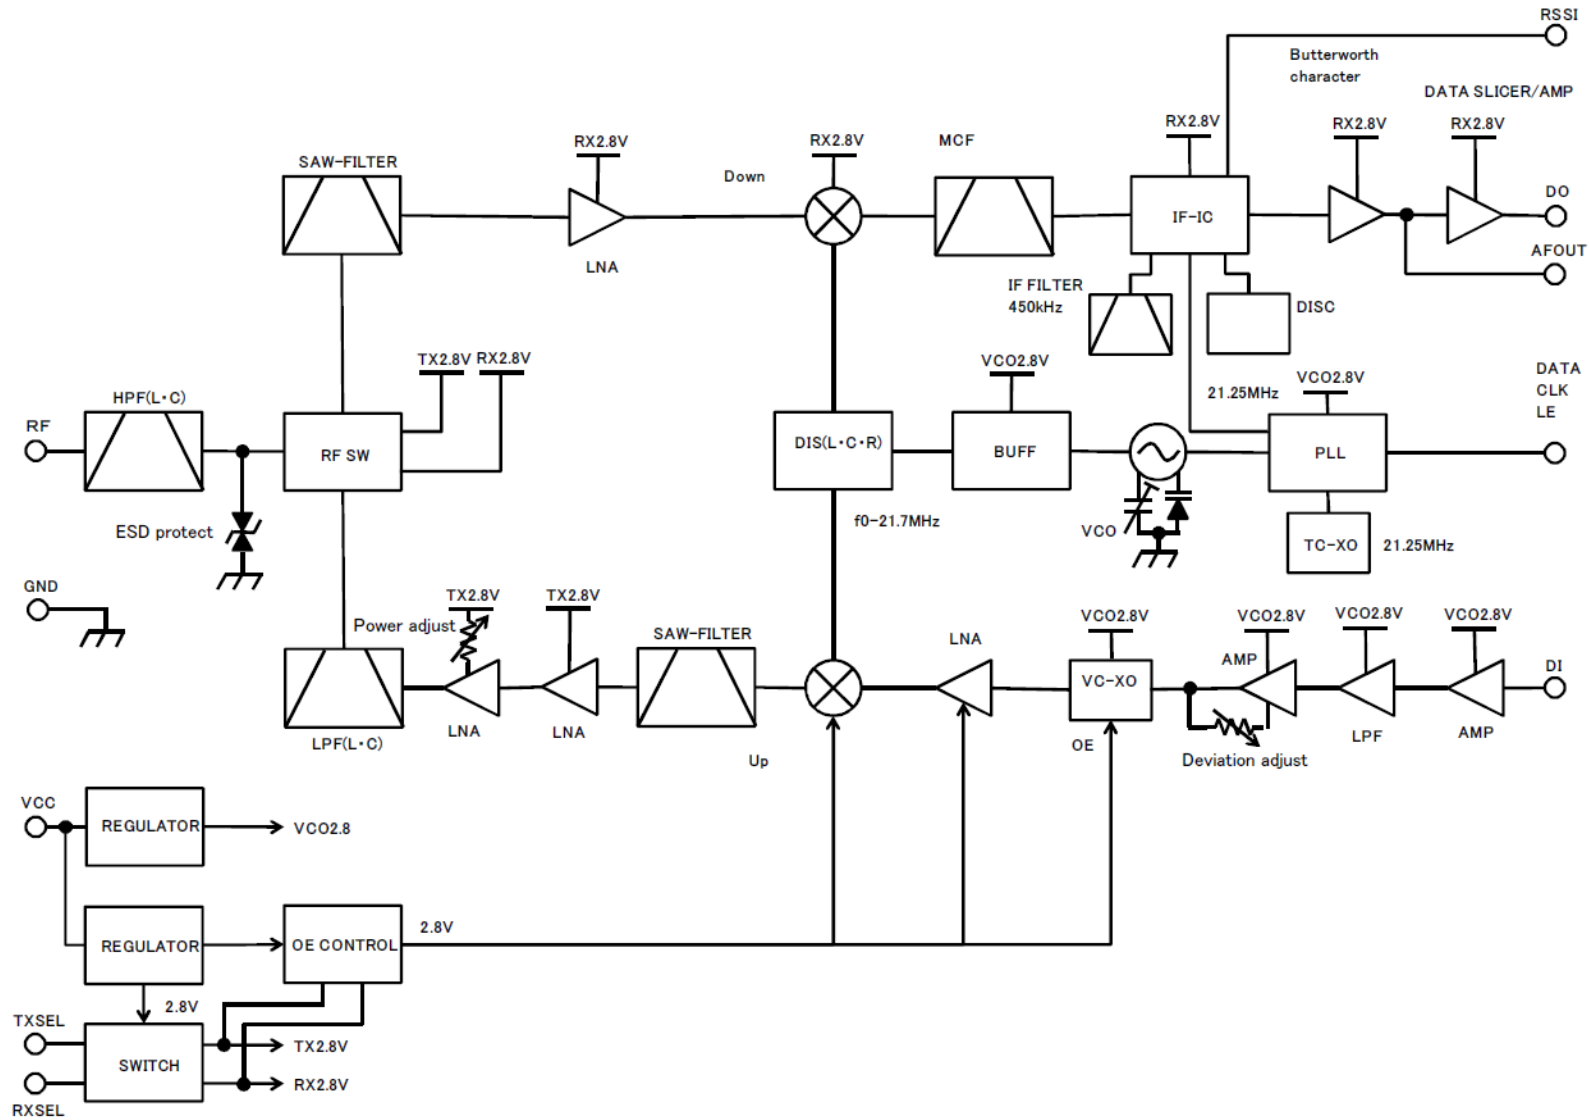 RSSI
Butterworth
character
DATA SLICER/AMP
RX2.8V
RX2.8V
RX2.8V
RX2.8V
RX2.8V
MCF
SAW-FILTER
Down
DO
IF-IC
AFOUT
LNA
IF FILTER
450kHz
DISC
TX2.8V
RX2.8V
VCO2.8V
21.25MHz
VCO2.8V
DATA
CLK
LE
HPF(L・C)
RF
RF SW
DIS(L・C・R)
BUFF
PLL
ESD protect
f0-21.7MHz
VCO
TC-XO
21.25MHz
GND
TX2.8V
TX2.8V
Power adjust
SAW-FILTER
LNA
VCO2.8V
VCO2.8V
VCO2.8V
VCO2.8V
AMP
DI
VC-XO
LNA
LNA
LPF
AMP
LPF(L・C)
Up
OE
Deviation adjust
VCC
REGULATOR
VCO2.8
REGULATOR
OE CONTROL
2.8V
2.8V
TXSEL
SWITCH
TX2.8V
RX2.8V
RXSEL